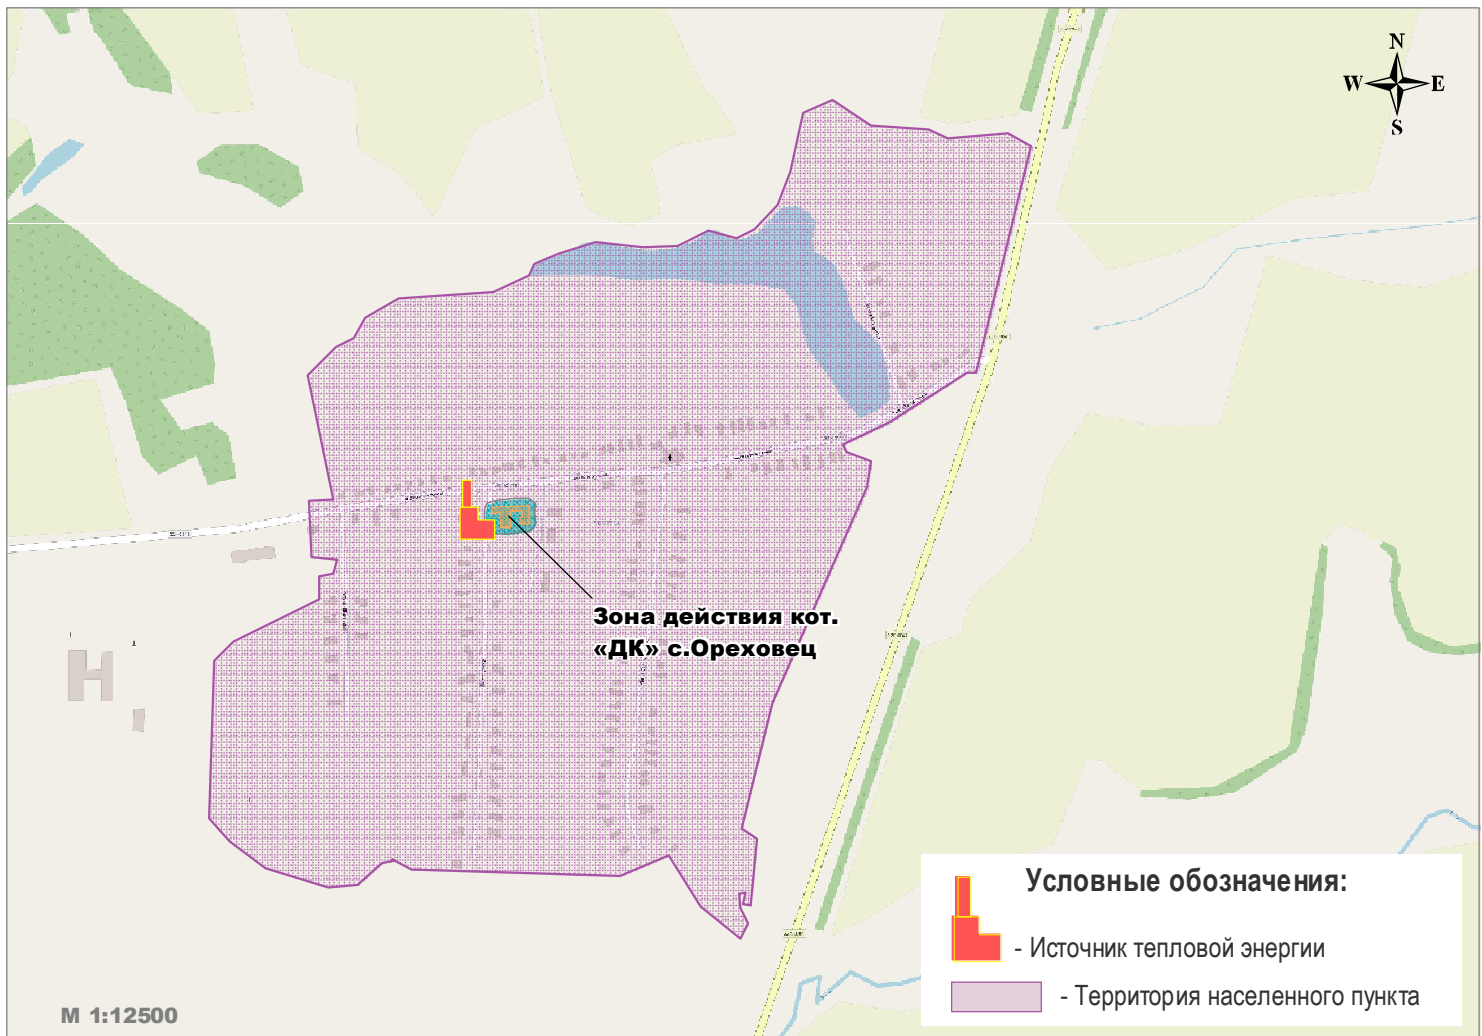 N
W E
S
Зона действия кот.
«ДК» с.Ореховец
Условные обозначения:
- Источник тепловой энергии
- Территория населенного пункта
М 1:12500